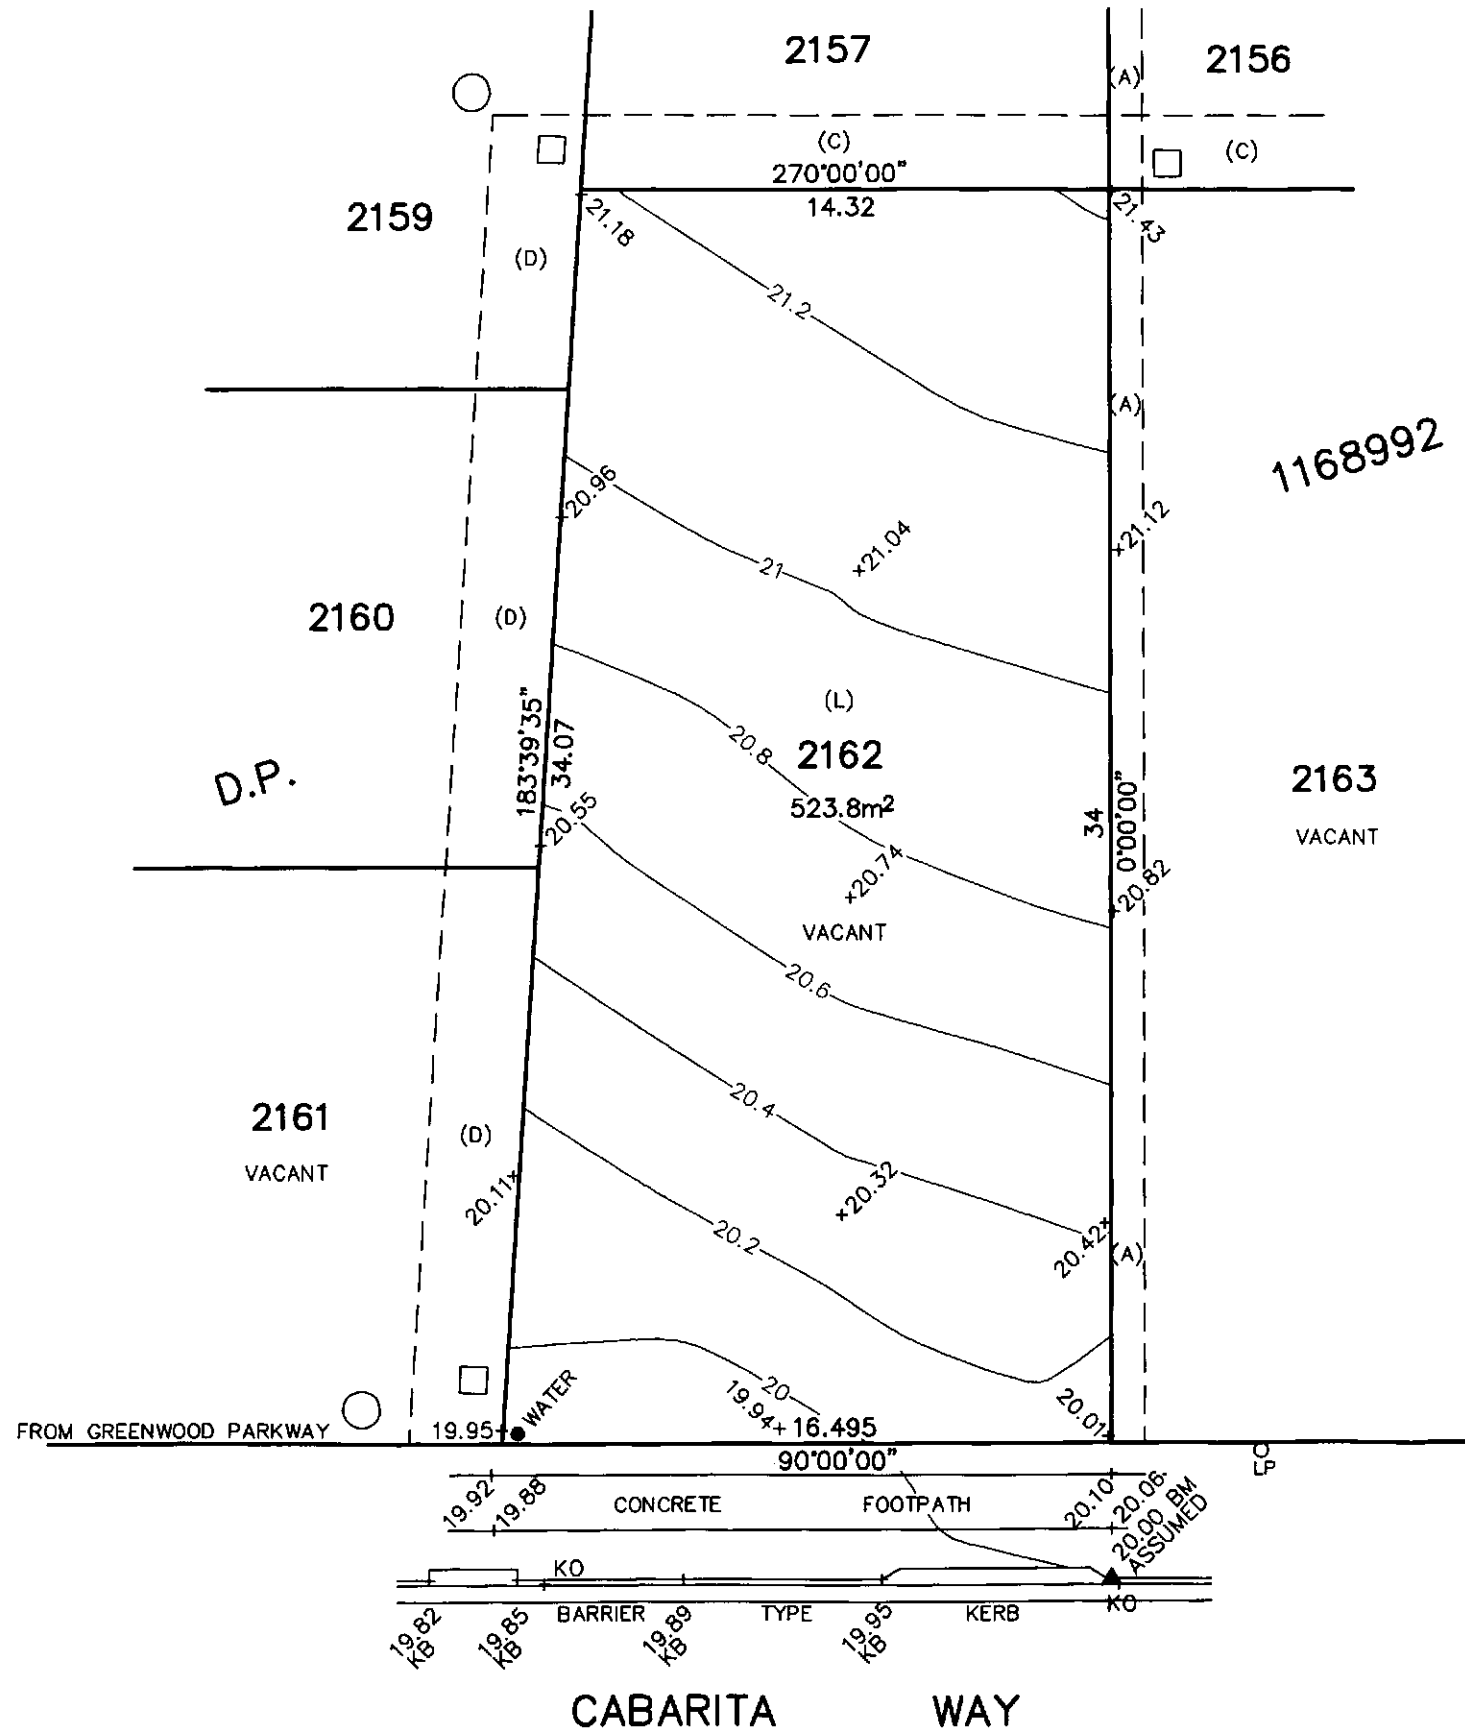 2157
2156
(A)
(C)
(C)
270°00'00"
14.32
2159
21.18
21.43
(D)
21.2
(A)
1168992
20.96
21.04
21.12
21
2160
(D)
(L)
183°39'35"
34.07
20.8
2162
D.P.
2163
523.8m²
34
0°00'00"
20.55
VACANT
20.74
20.82
VACANT
20.6
20.4
2161
(D)
VACANT
20.11
20.32
20.2
20.42
(A)
20
WATER
19.94
16.495
20.01
FROM GREENWOOD PARKWAY
19.95
90°00'00"
LP
19.92
19.88
CONCRETE FOOTPATH
20.10
20.06
20.00 BM
ASSUMED
KO
KO
BARRIER TYPE KERB
19.82
KB
19.85
KB
19.89
KB
19.95
KB
CABARITA WAY